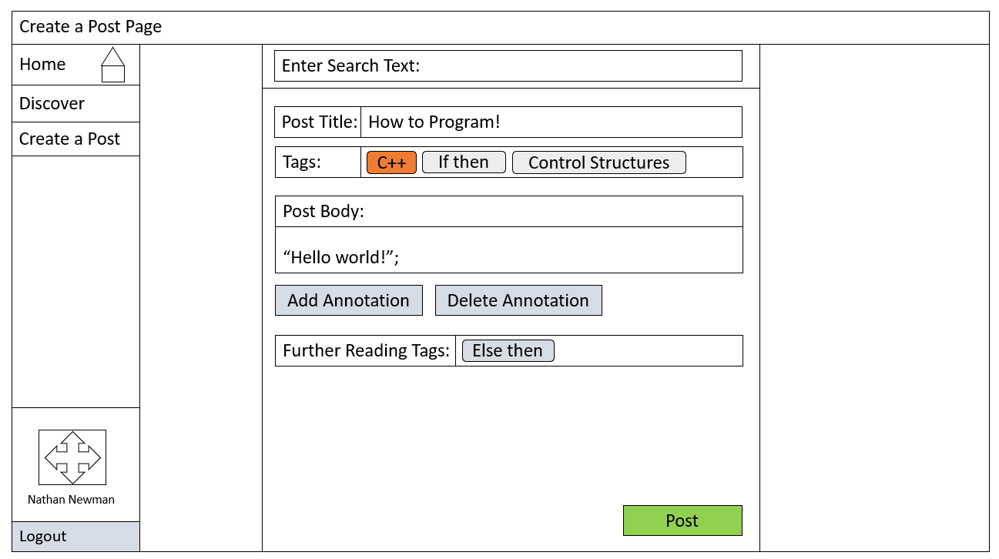 Create a Post Page
Home
Discover
Create a Post
Nathan Newman
Logout
Enter Search Text:
Post Title: How to Program!
Tags: C++ If then Control Structures
Post Body:
“Hello world!”;
Add Annotation Delete Annotation
Further Reading Tags: Else then
Post